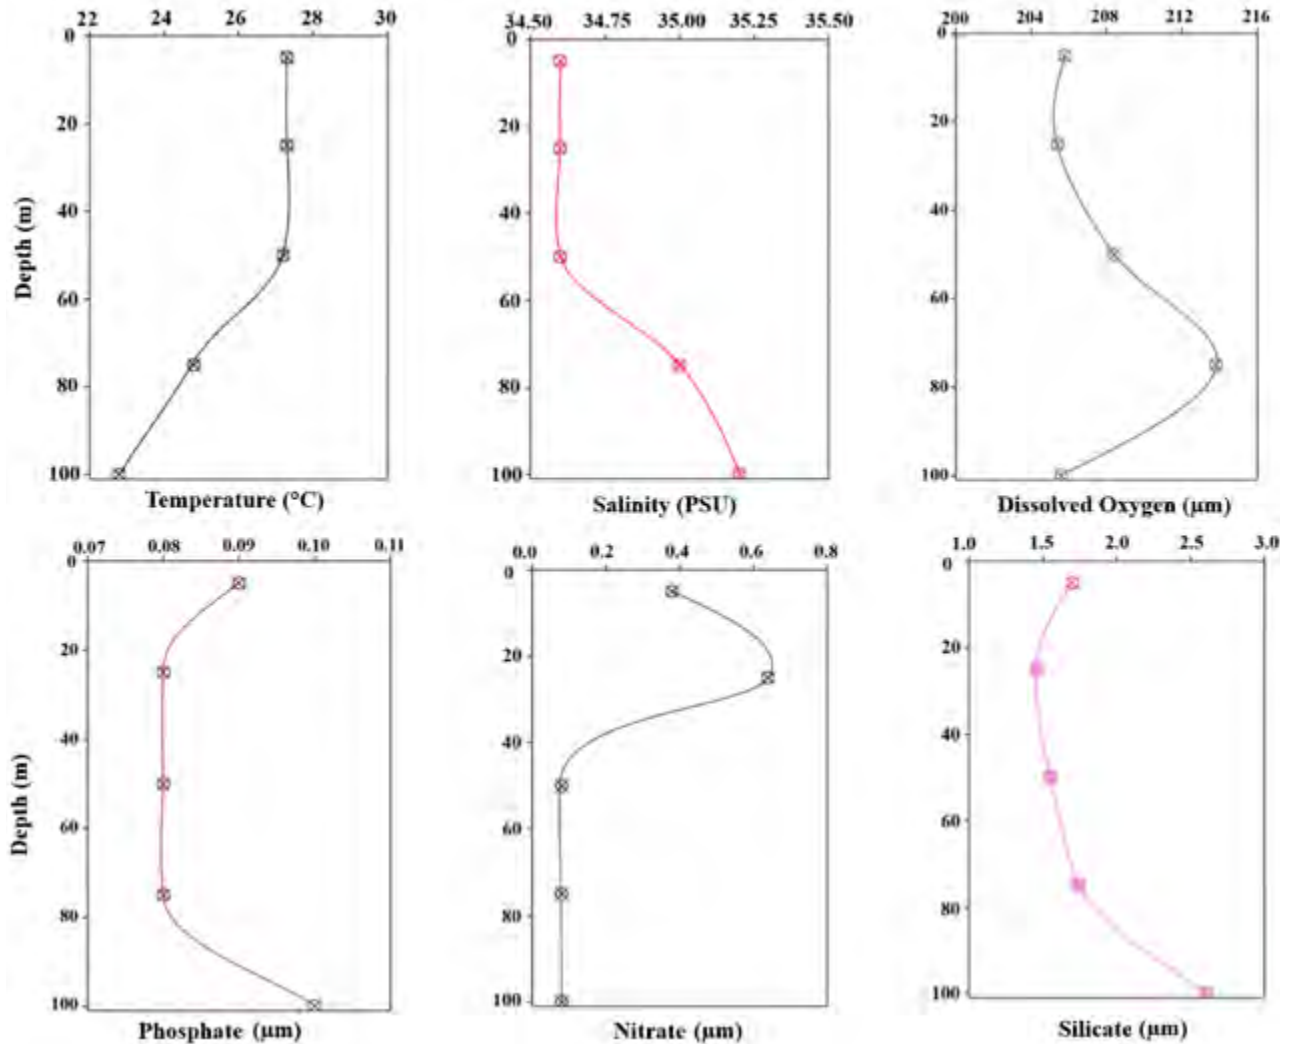 22 24 26 28 30
34.50 34.75 35.00 35.25 35.50
200 204 208 212 216
0
20
40
60
80
100
0
20
40
60
80
100
0
20
40
60
80
100
Depth (m)
22 24 26 28 30
Temperature (°C)
Salinity (PSU)
Dissolved Oxygen (μm)
0.07 0.08 0.09 0.10 0.11
0.0 0.2 0.4 0.6 0.8
1.0 1.5 2.0 2.5 3.0
0
20
40
60
80
100
0
20
40
60
80
100
0
20
40
60
80
100
Depth (m)
Phosphate (μm)
Nitrate (μm)
Silicate (μm)